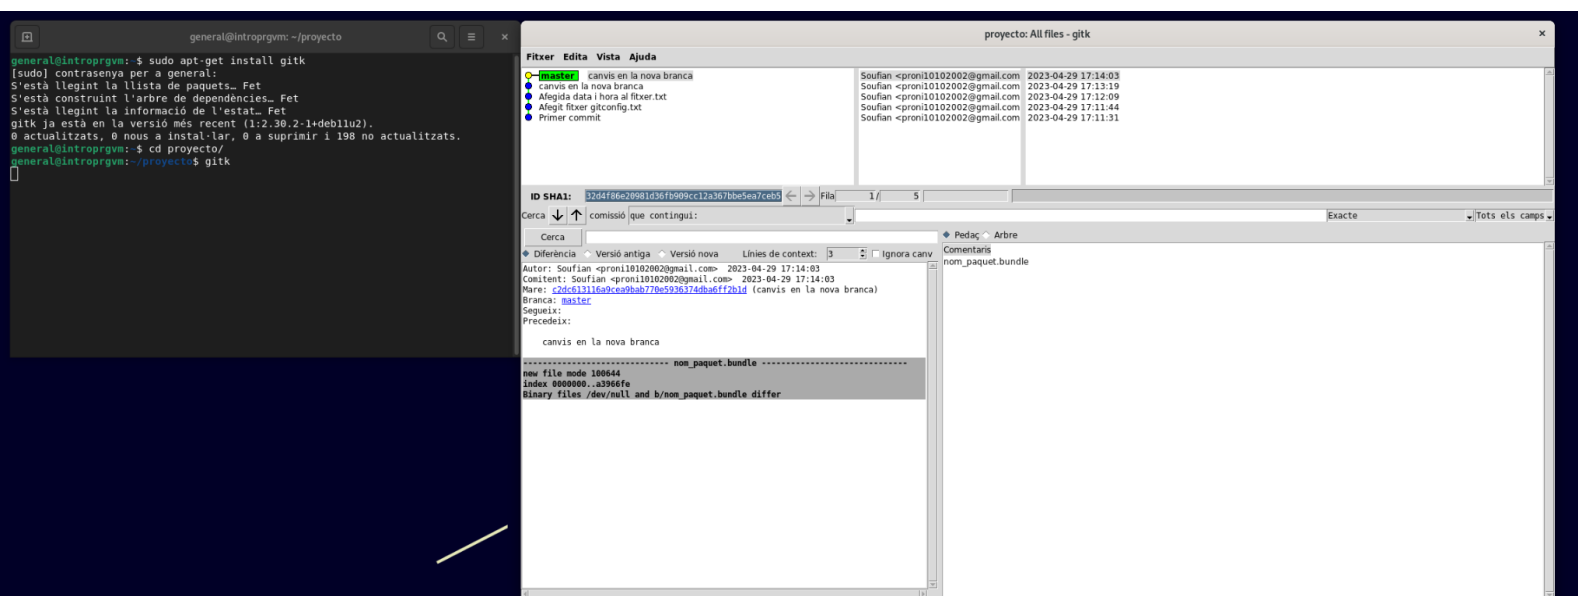 general@introprgvm: ~/proyecto
general@introprgvm:~$ sudo apt-get install gitk
[sudo] contrasenya per a general:
S'està llegint la llista de paquets… Fet
S'està construint l'arbre de dependències… Fet
S'està llegint la informació de l'estat… Fet
gitk ja està en la versió més recent (1:2.30.2-1+deb11u2).
0 actualitzats, 0 nous a instal·lar, 0 a suprimir i 198 no actualitzats.
general@introprgvm:~$ cd proyecto/
general@introprgvm:~/proyecto$ gitk
proyecto: All files - gitk
Fitxer Edita Vista Ajuda
master canvis en la nova branca Soufian <proni10102002@gmail.com 2023-04-29 17:14:03
canvis en la nova branca Soufian <proni10102002@gmail.com 2023-04-29 17:13:19
Afegida data i hora al fitxer.txt Soufian <proni10102002@gmail.com 2023-04-29 17:12:09
Afegit fitxer gitconfig.txt Soufian <proni10102002@gmail.com 2023-04-29 17:11:44
Primer commit Soufian <proni10102002@gmail.com 2023-04-29 17:11:31
ID SHA1: 32d4f86e20981d36fb909cc12a367bbe5ea7ceb5 Fila 1 / 5
Cerca comissió que contingui: Exacte Tots els camps
Cerca
Diferència Versió antiga Versió nova Línies de context: 3 Ignora canv
Autor: Soufian <proni10102002@gmail.com> 2023-04-29 17:14:03
Comitent: Soufian <proni10102002@gmail.com> 2023-04-29 17:14:03
Mare: c2dc613116a9cea9bab770e5936374dba6ff2b1d (canvis en la nova branca)
Branca: master
Segueix:
Precedeix:
canvis en la nova branca
------------------------------ nom_paquet.bundle ------------------------------
new file mode 100644
index 0000000..a3966fe
Binary files /dev/null and b/nom_paquet.bundle differ
Pedaç Arbre
Comentaris
nom_paquet.bundle